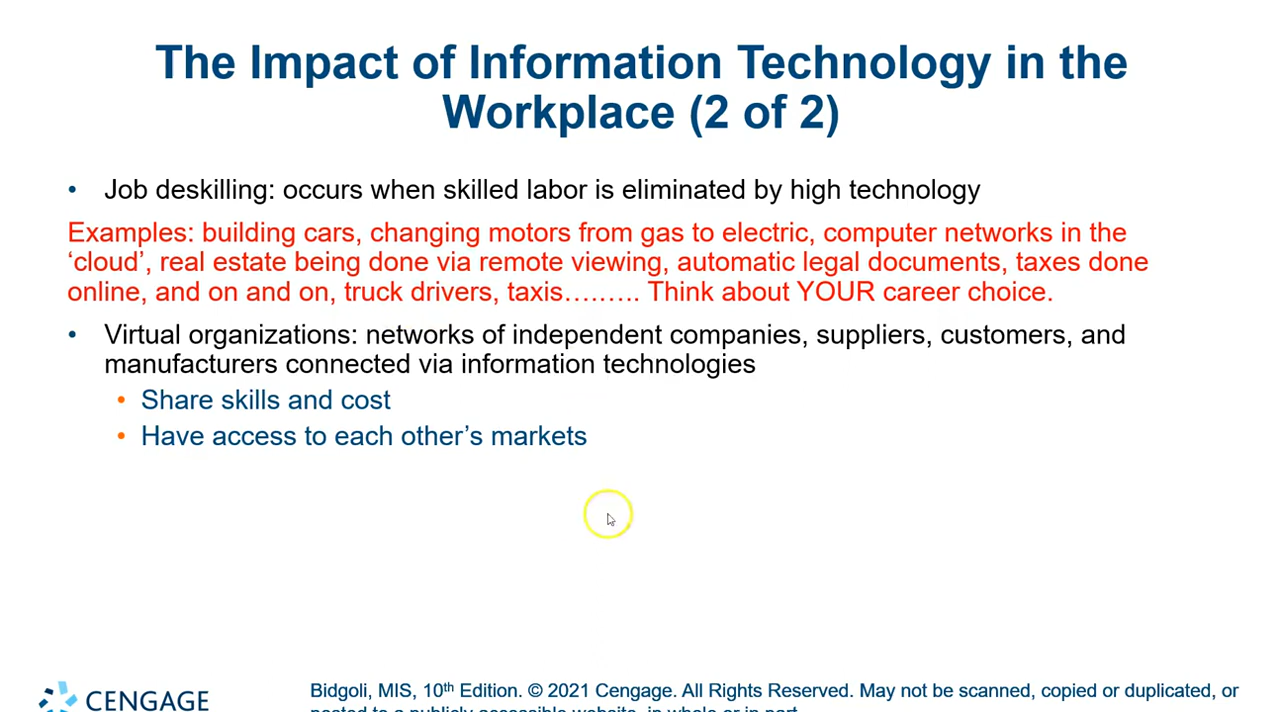 The Impact of Information Technology in the
Workplace (2 of 2)
• Job deskilling: occurs when skilled labor is eliminated by high technology
Examples: building cars, changing motors from gas to electric, computer networks in the
‘cloud’, real estate being done via remote viewing, automatic legal documents, taxes done
online, and on and on, truck drivers, taxis…..….. Think about YOUR career choice.
• Virtual organizations: networks of independent companies, suppliers, customers, and
manufacturers connected via information technologies
• Share skills and cost
• Have access to each other’s markets
CENGAGE
Bidgoli, MIS, 10th Edition. © 2021 Cengage. All Rights Reserved. May not be scanned, copied or duplicated, or
posted to a publicly accessible website, in whole or in part.